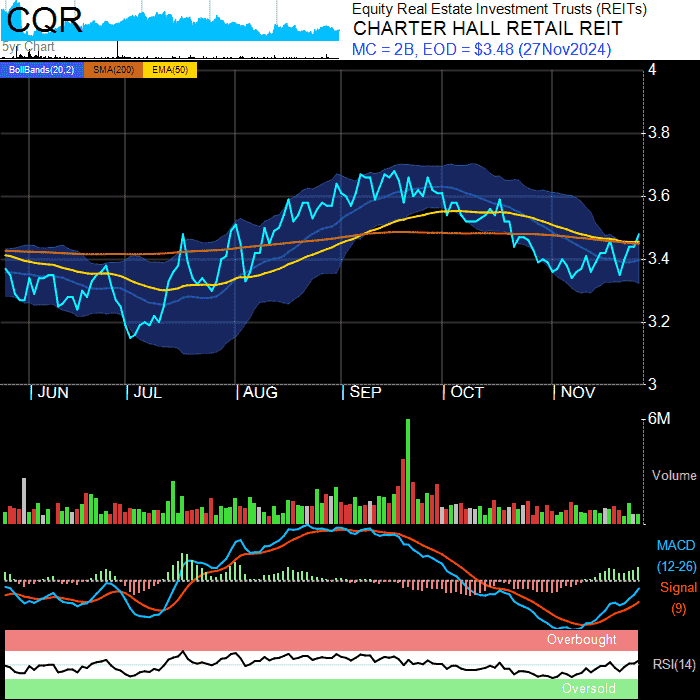 CQR
5yr Chart
Equity Real Estate Investment Trusts (REITs)
CHARTER HALL RETAIL REIT
MC = 2B, EOD = $3.48 (27Nov2024)
BollBands(20,2) SMA(200) EMA(50)
4
3.8
3.6
3.4
3.2
3
JUN JUL AUG SEP OCT NOV
6M
Volume
MACD
(12-26)
Signal
(9)
Overbought
RSI(14)
Oversold